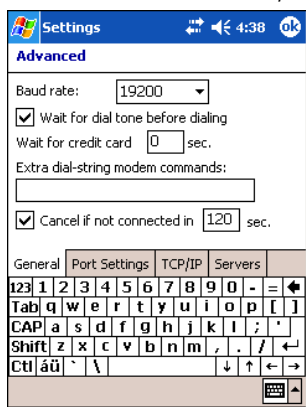 Settings 4:38 ok
Advanced
Baud rate: 19200
Wait for dial tone before dialing
Wait for credit card 0 sec.
Extra dial-string modem commands:
Cancel if not connected in 120 sec.
General Port Settings TCP/IP Servers
123 1 2 3 4 5 6 7 8 9 0 - =
Tab q w e r t y u i o p [ ]
CAP a s d f g h j k l ; '
Shift z x c v b n m , . /
Ctl áü ` \